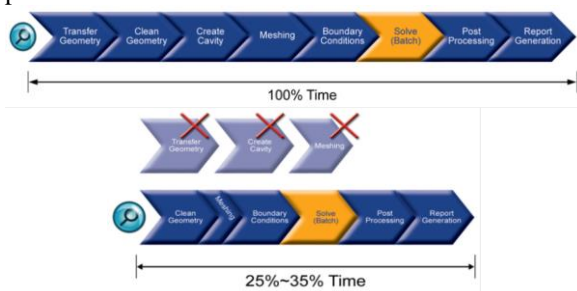 Transfer
Geometry
Clean
Geometry
Create
Cavity
Meshing
Boundary
Conditions
Solve
(Batch)
Post
Processing
Report
Generation
100% Time
Transfer
Geometry
Create
Cavity
Meshing
Clean
Geometry
Meshing
Boundary
Conditions
Solve
(Batch)
Post
Processing
Report
Generation
25%~35% Time